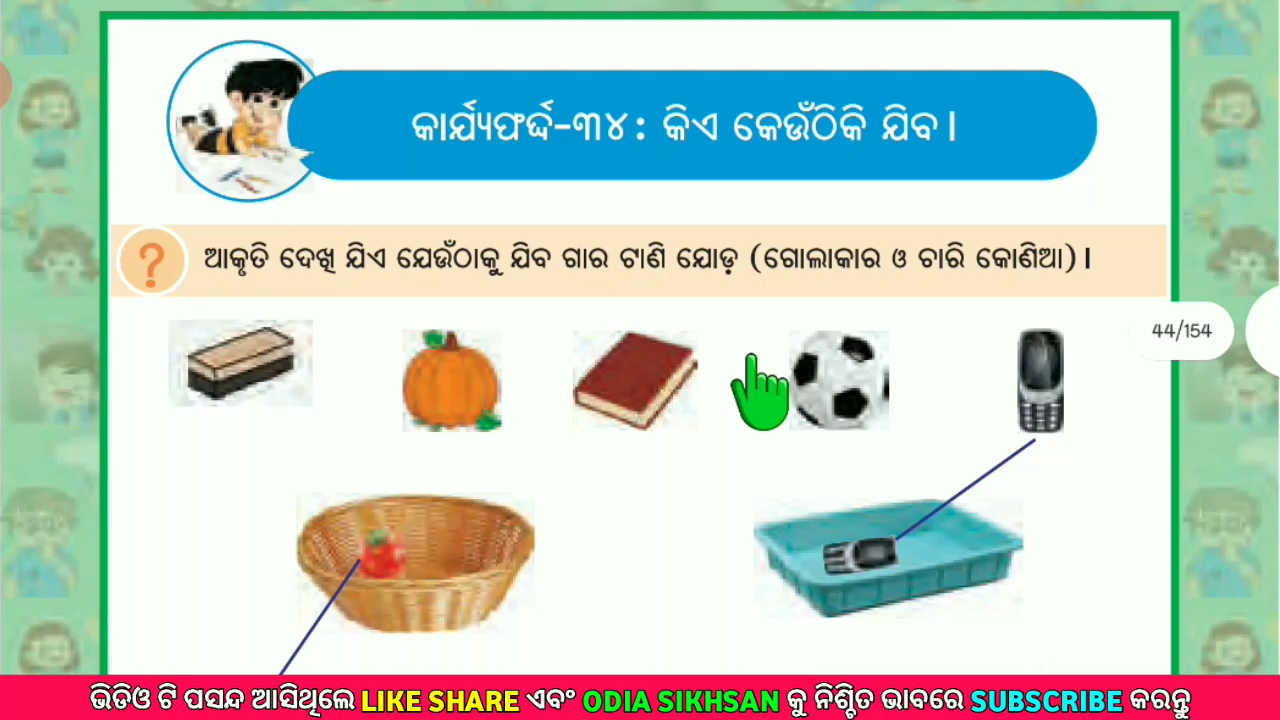 କାର୍ଯ୍ୟଫର୍ଦ୍ଦ-୩୪: କିଏ କେଉଁଠିକି ଯିବ।
? ଆକୃତି ଦେଖି ଯିଏ ଯେଉଁଠାକୁ ଯିବ ଗାର ଟାଣି ଯୋଡ଼ (ଗୋଲାକାର ଓ ଚାରି କୋଣିଆ)।
44/154
ଭିଡିଓ ଟି ପସନ୍ଦ ଆସିଥିଲେ LIKE SHARE ଏବଂ ODIA SIKHSAN କୁ ନିଶ୍ଚିତ ଭାବରେ SUBSCRIBE କରନ୍ତୁ